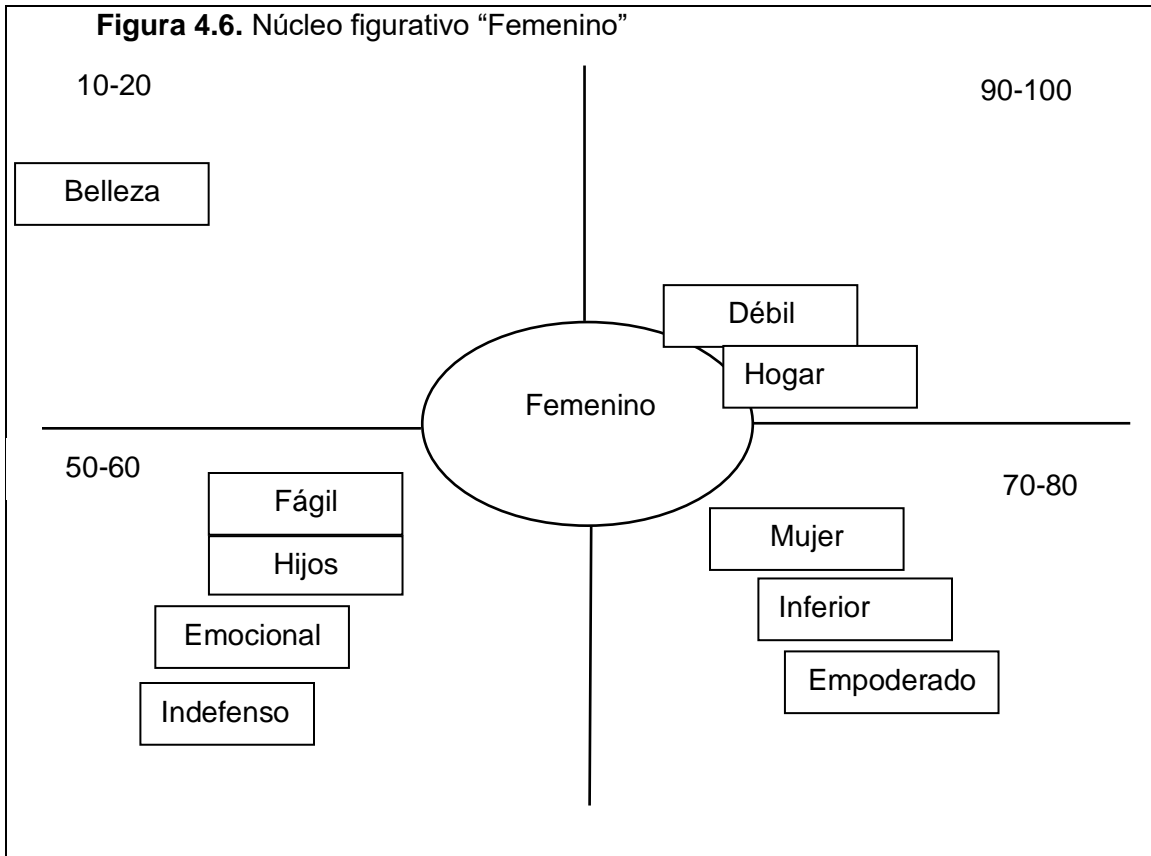 Figura 4.6. Núcleo figurativo “Femenino”
10-20
90-100
Belleza
Débil
Hogar
Femenino
50-60
70-80
Fágil
Hijos
Emocional
Indefenso
Mujer
Inferior
Empoderado